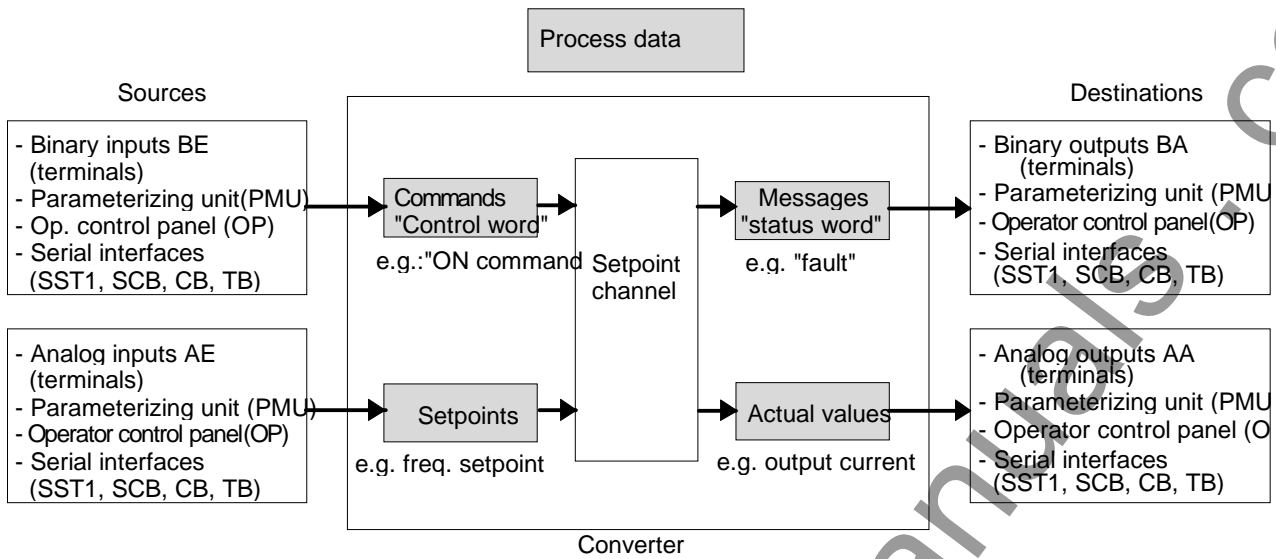 Process data
Sources
Destinations
- Binary inputs BE
(terminals)
- Parameterizing unit(PMU)
- Op. control panel (OP)
- Serial interfaces
(SST1, SCB, CB, TB)
Commands
"Control word"
e.g.:"ON command
Setpoint
channel
Messages
"status word"
e.g. "fault"
- Binary outputs BA
(terminals)
- Parameterizing unit (PMU
- Operator control panel(OP)
- Serial interfaces
(SST1, SCB, CB, TB)
- Analog inputs AE
(terminals)
- Parameterizing unit (PMU)
- Operator control panel(OP)
- Serial interfaces
(SST1, SCB, CB, TB)
Setpoints
e.g. freq. setpoint
Actual values
e.g. output current
- Analog outputs AA
(terminals)
- Parameterizing unit (PMU
- Operator control panel (O
- Serial interfaces
(SST1, SCB, CB, TB)
Converter
anuals . c